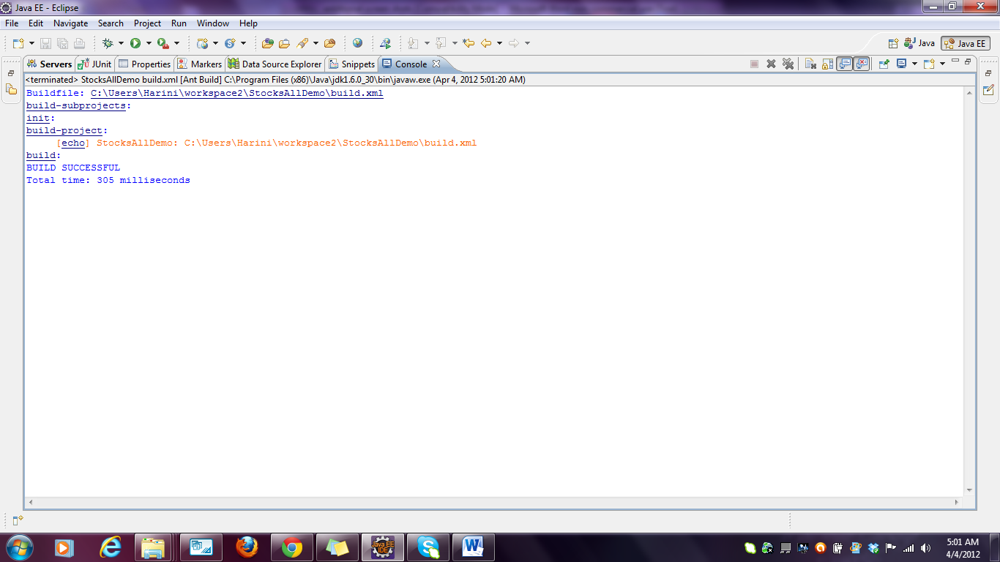 Java EE - Eclipse
File Edit Navigate Search Project Run Window Help
Java Java EE
Servers JUnit Properties Markers Data Source Explorer Snippets Console
<terminated> StocksAllDemo build.xml [Ant Build] C:\Program Files (x86)\Java\jdk1.6.0_30\bin\javaw.exe (Apr 4, 2012 5:01:20 AM)
Buildfile: C:\Users\Harini\workspace2\StocksAllDemo\build.xml
build-subprojects:
init:
build-project:
[echo] StocksAllDemo: C:\Users\Harini\workspace2\StocksAllDemo\build.xml
build:
BUILD SUCCESSFUL
Total time: 305 milliseconds
Java EE
IDE
5:01 AM
4/4/2012